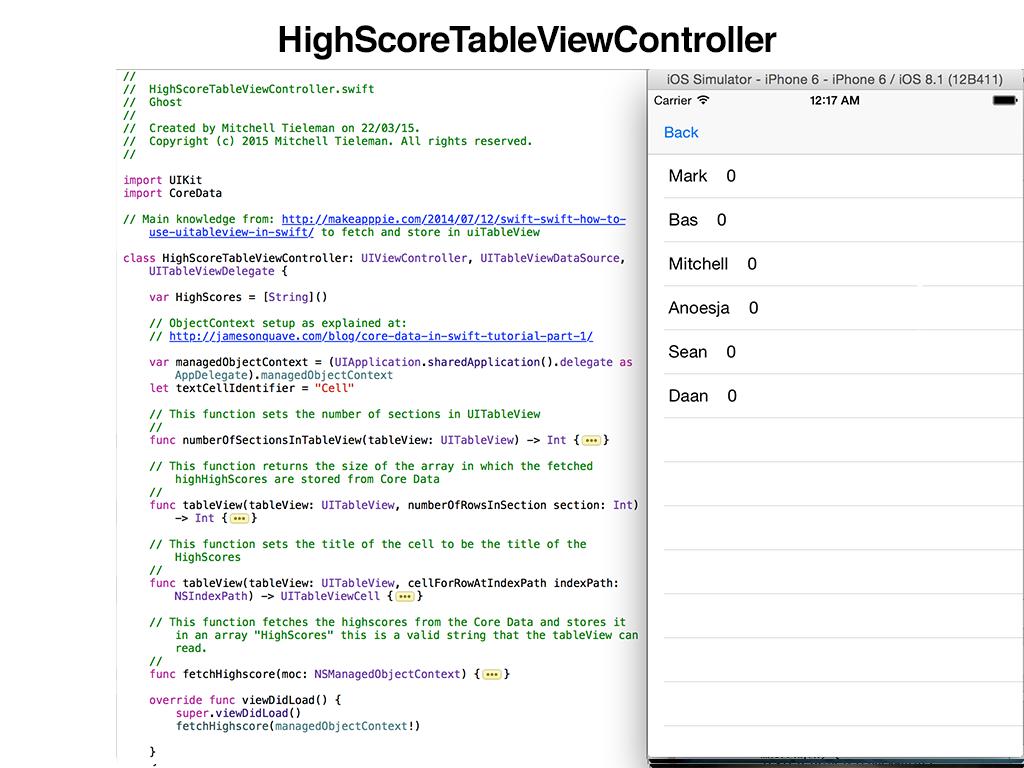 HighScoreTableViewController
//
//  HighScoreTableViewController.swift
//  Ghost
//
//  Created by Mitchell Tieleman on 22/03/15.
//  Copyright (c) 2015 Mitchell Tieleman. All rights reserved.
//
import UIKit
import CoreData
// Main knowledge from: http://makeapppie.com/2014/07/12/swift-swift-how-to-
use-uitableview-in-swift/ to fetch and store in uiTableView
class HighScoreTableViewController: UIViewController, UITableViewDataSource,
UITableViewDelegate {
var HighScores = [String]()
// ObjectContext setup as explained at:
// http://jamesonquave.com/blog/core-data-in-swift-tutorial-part-1/
var managedObjectContext = (UIApplication.sharedApplication().delegate as
AppDelegate).managedObjectContext
let textCellIdentifier = "Cell"
// This function sets the number of sections in UITableView
//
func numberOfSectionsInTableView(tableView: UITableView) -> Int {•••}
// This function returns the size of the array in which the fetched
highHighScores are stored from Core Data
//
func tableView(tableView: UITableView, numberOfRowsInSection section: Int)
-> Int {•••}
// This function sets the title of the cell to be the title of the
HighScores
//
func tableView(tableView: UITableView, cellForRowAtIndexPath indexPath:
NSIndexPath) -> UITableViewCell {•••}
// This function fetches the highscores from the Core Data and stores it
in an array "HighScores" this is a valid string that the tableView can
read.
//
func fetchHighscore(moc: NSManagedObjectContext) {•••}
override func viewDidLoad() {
super.viewDidLoad()
fetchHighscore(managedObjectContext!)
}
iOS Simulator - iPhone 6 - iPhone 6 / iOS 8.1 (12B411)
Carrier 12:17 AM
Back
Mark 0
Bas 0
Mitchell 0
Anoesja 0
Sean 0
Daan 0